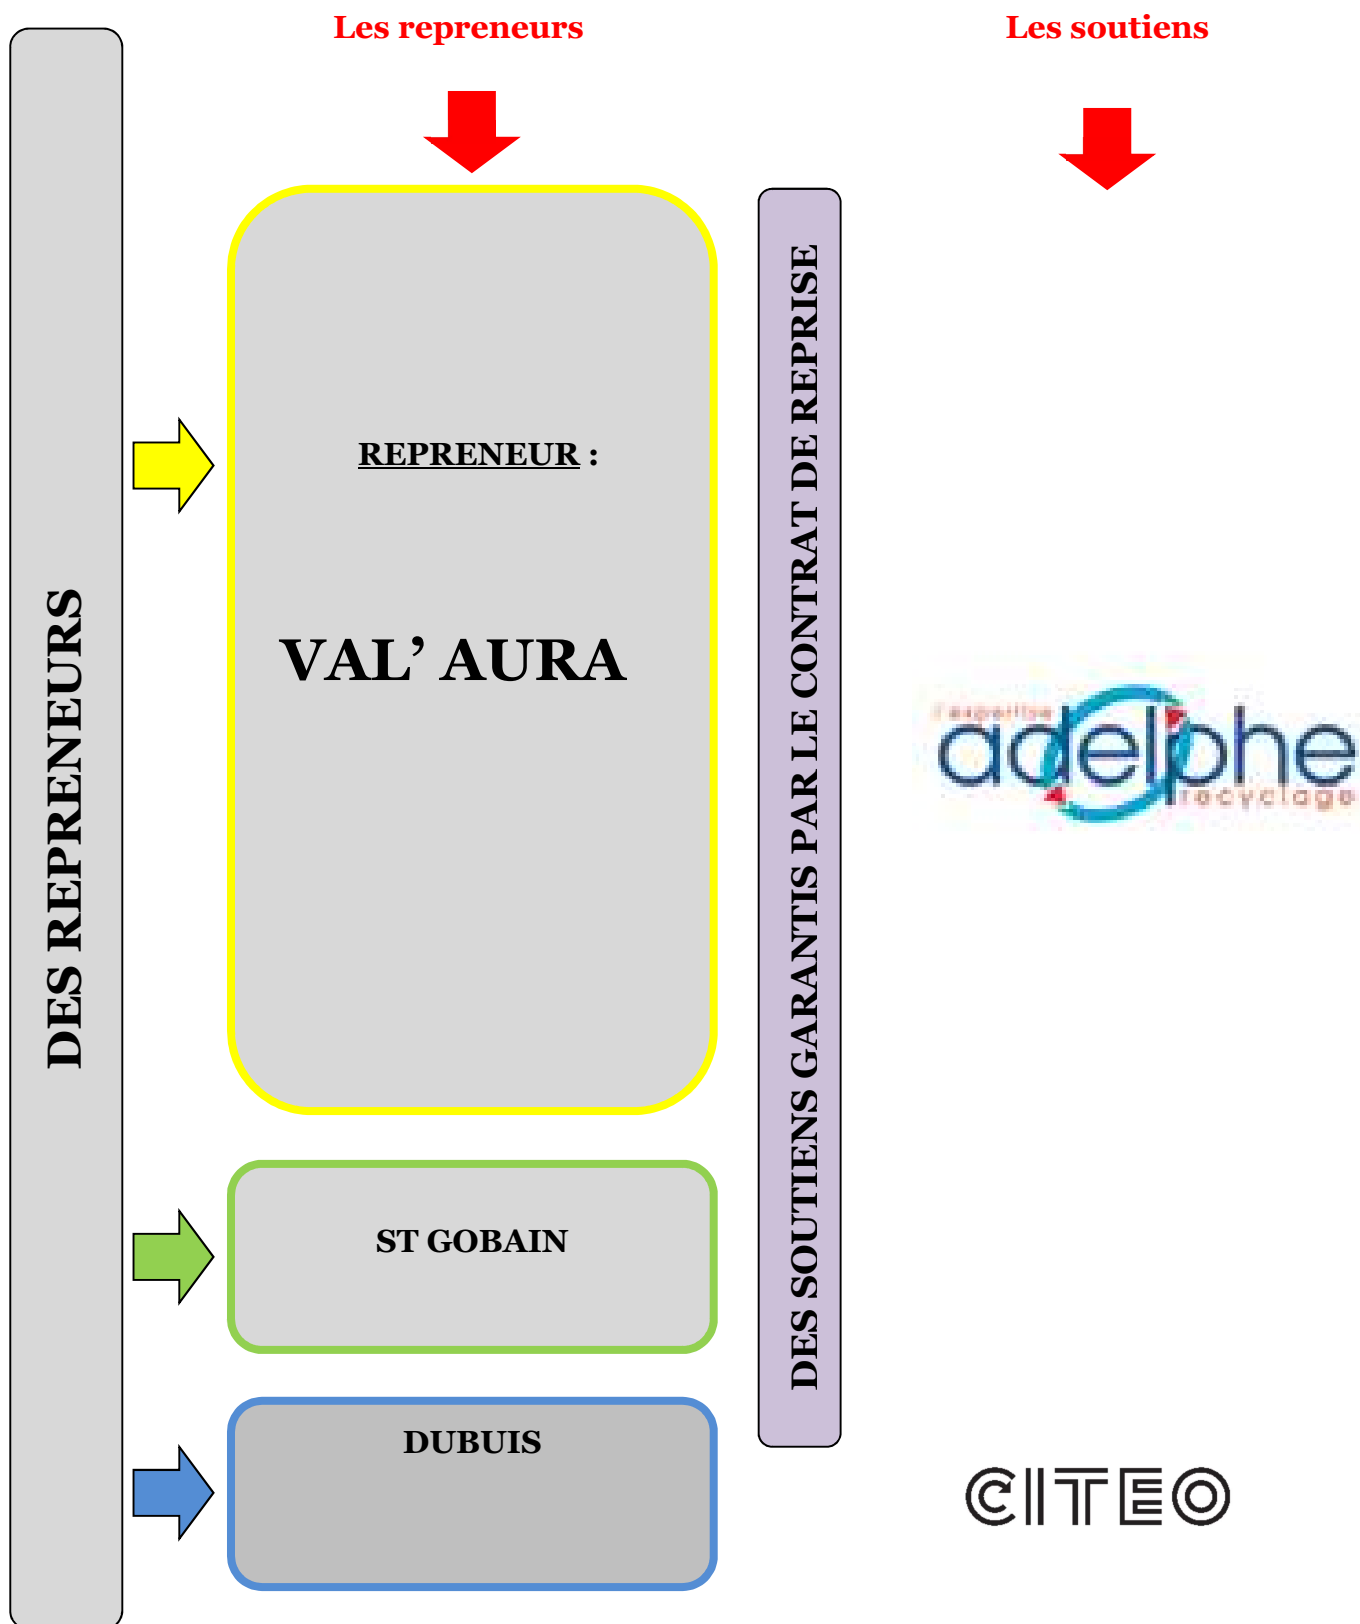 Les repreneurs
Les soutiens
DES REPRENEURS
REPRENEUR :
VAL’ AURA
ST GOBAIN
DUBUIS
DES SOUTIENS GARANTIS PAR LE CONTRAT DE REPRISE
l'expertise
adelphe
recyclage
CITEO